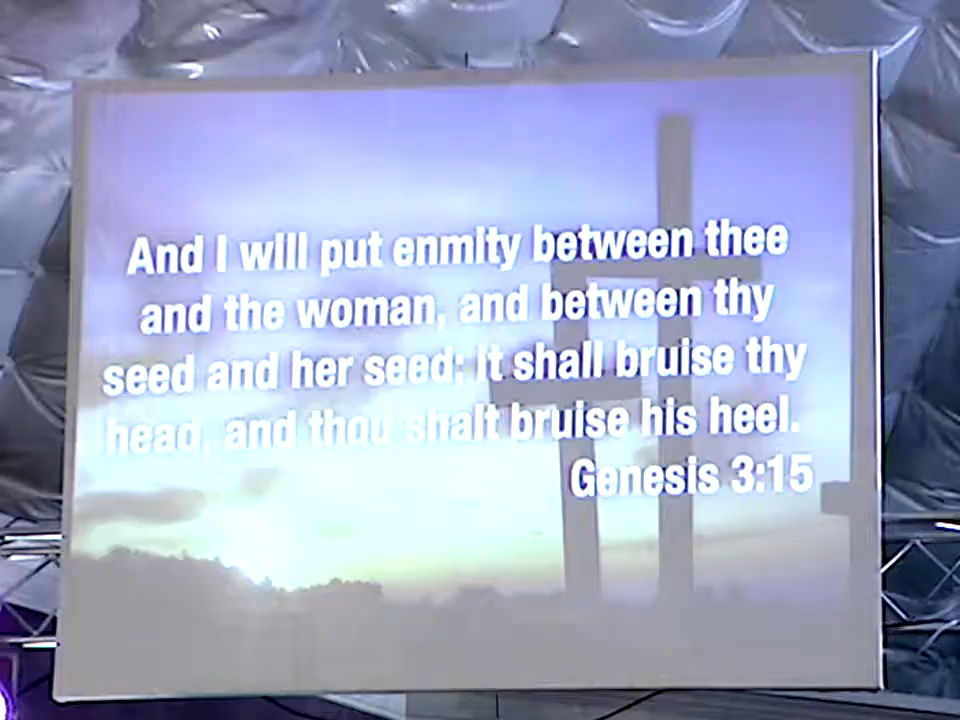 And I will put enmity between thee
and the woman, and between thy
seed and her seed; it shall bruise thy
head, and thou shalt bruise his heel.
Genesis 3:15